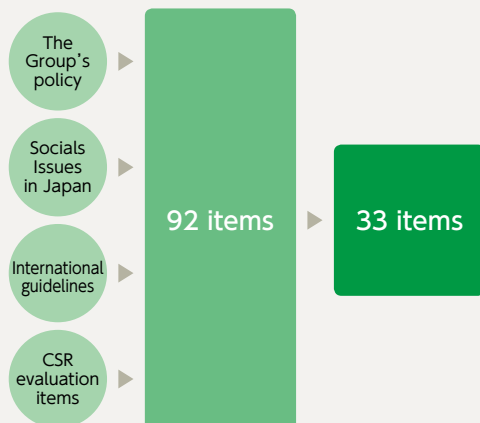 The
Group's
policy
Socials
Issues
in Japan
International
guidelines
CSR
evaluation
items
92 items
33 items